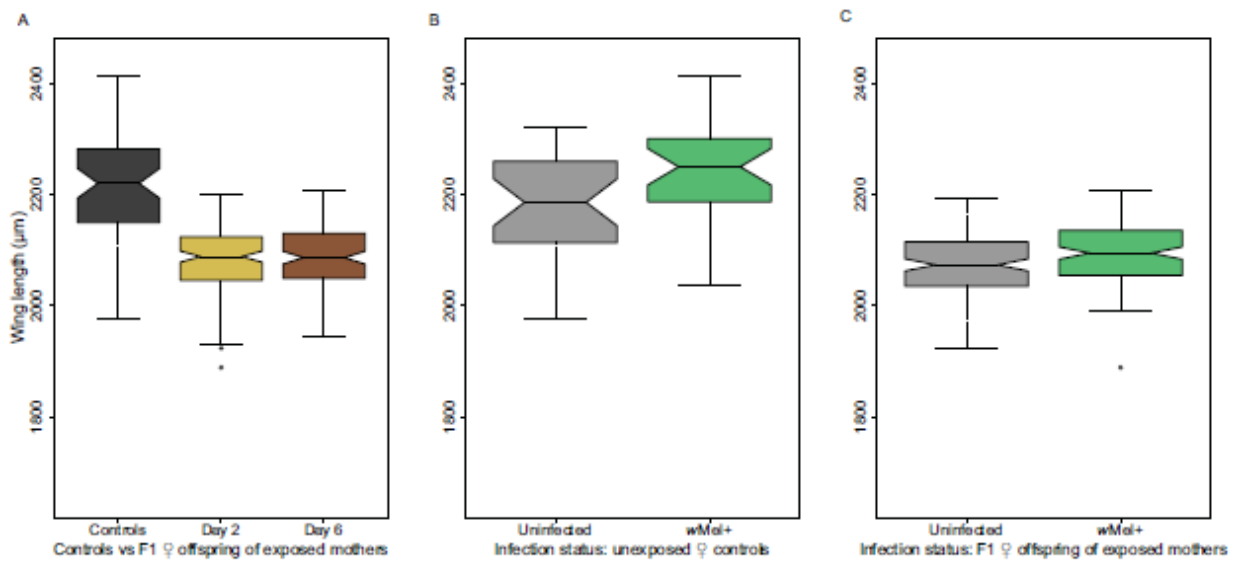 A
B
C
Wing length (µm)
2400
2200
2000
1800
Controls
Day 2
Day 6
Controls vs F1 ♀ offspring of exposed mothers
2400
2200
2000
1800
Uninfected
wMel+
Infection status: unexposed ♀ controls
2400
2200
2000
1800
Uninfected
wMel+
Infection status: F1 ♀ offspring of exposed mothers